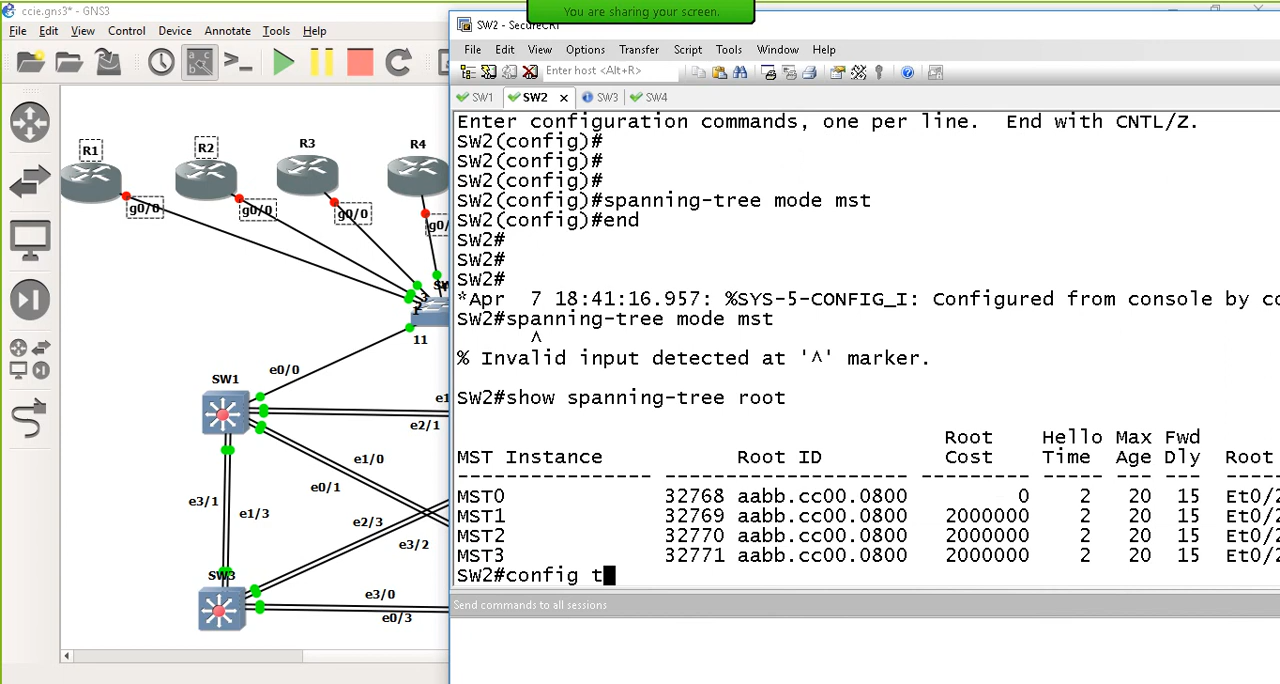 You are sharing your screen.
ccie.gns3* - GNS3
File Edit View Control Device Annotate Tools Help
R1
R2
R3
R4
g0/0
g0/0
g0/0
g0/
SW
3
1
11
e0/0
SW1
e1
e2/1
e1/0
e0/1
e3/1
e1/3
e2/3
e3/2
SW3
e3/0
e0/3
SW2 - SecureCRT
File Edit View Options Transfer Script Tools Window Help
Enter host <Alt+R>
SW1 SW2 x SW3 SW4
Enter configuration commands, one per line.  End with CNTL/Z.
SW2(config)#
SW2(config)#
SW2(config)#
SW2(config)#spanning-tree mode mst
SW2(config)#end
SW2#
SW2#
SW2#
*Apr  7 18:41:16.957: %SYS-5-CONFIG_I: Configured from console by co
SW2#spanning-tree mode mst
^
% Invalid input detected at '^' marker.
SW2#show spanning-tree root
Root Hello Max Fwd
MST Instance Root ID Cost Time Age Dly Root
---------------- ------ --------------- --------- ----- --- --- -----
MST0 32768 aabb.cc00.0800 0 2 20 15 Et0/2
MST1 32769 aabb.cc00.0800 2000000 2 20 15 Et0/2
MST2 32770 aabb.cc00.0800 2000000 2 20 15 Et0/2
MST3 32771 aabb.cc00.0800 2000000 2 20 15 Et0/2
SW2#config t
Send commands to all sessions